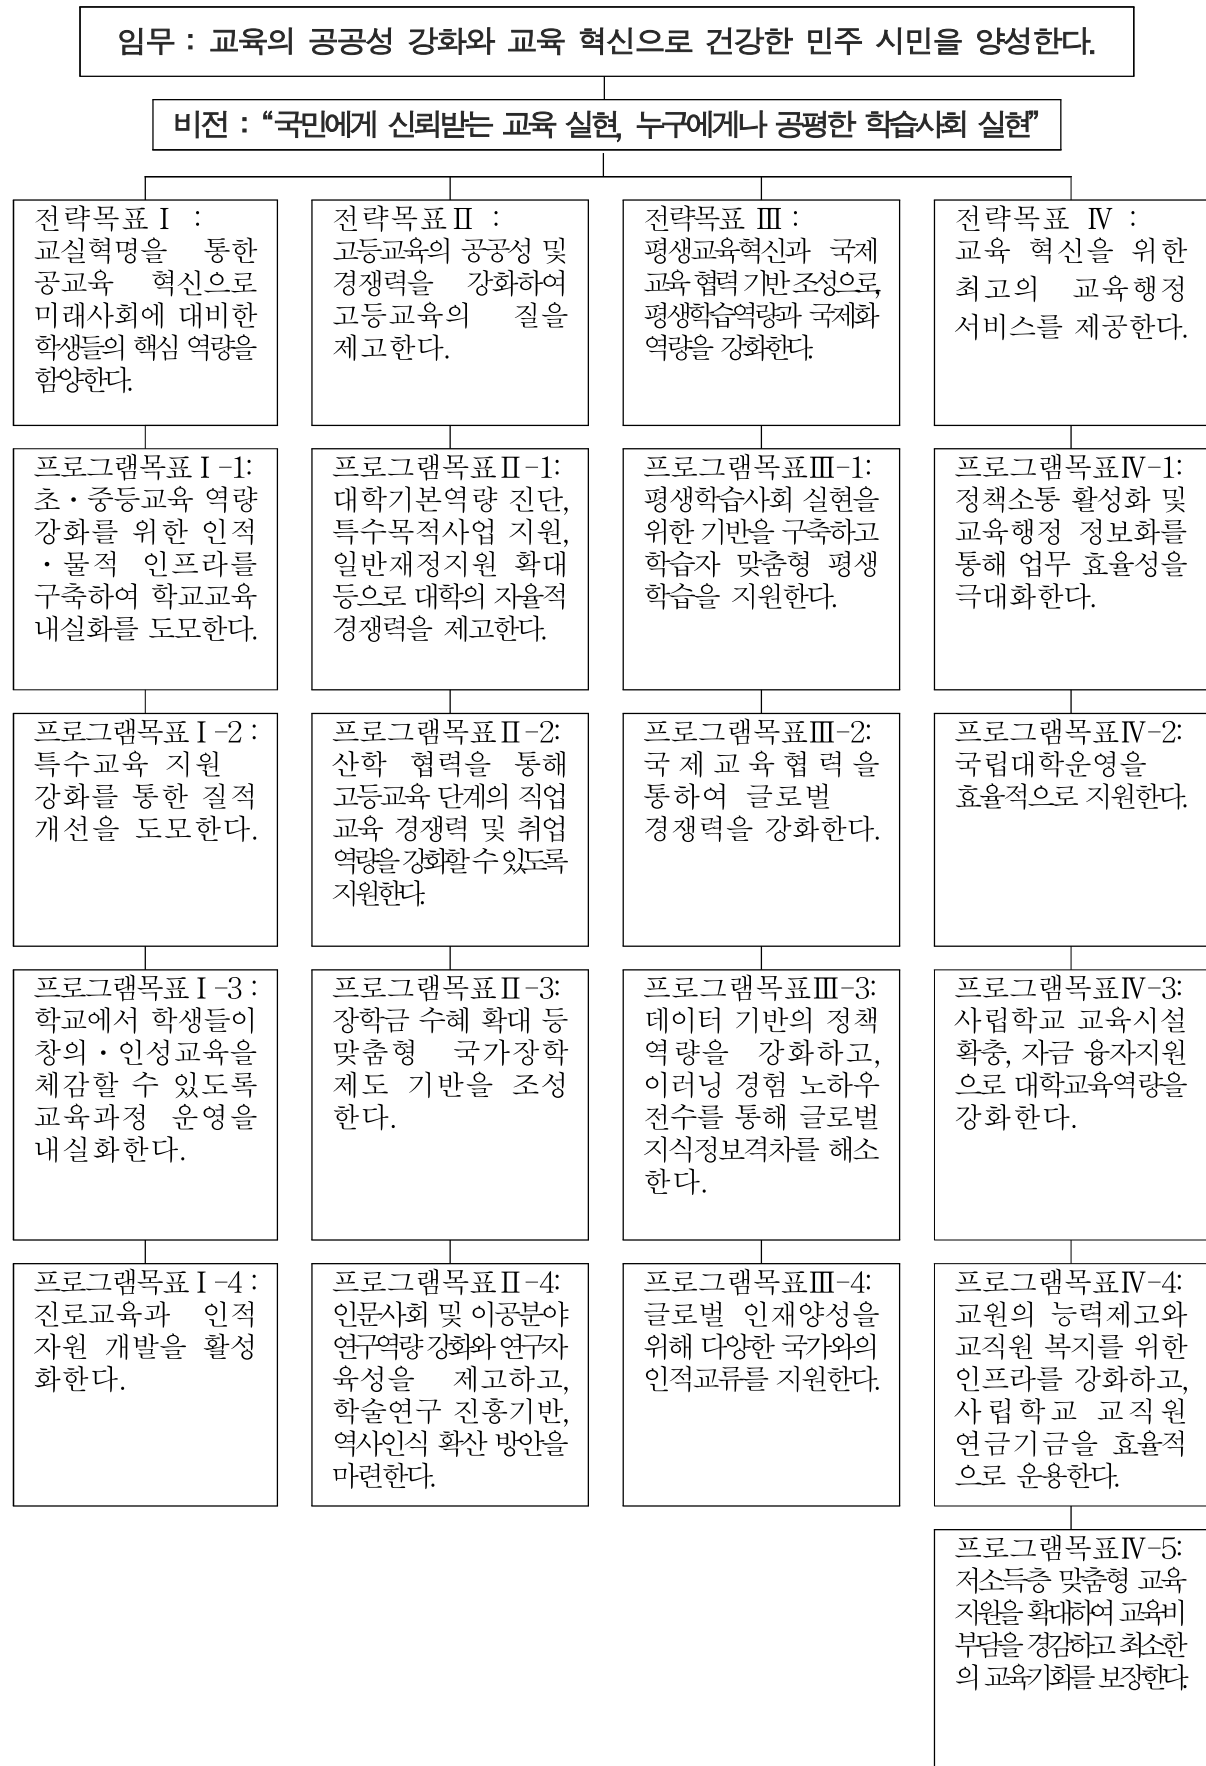 임무 : 교육의 공공성 강화와 교육 혁신으로 건강한 민주 시민을 양성한다.
비전 : “국민에게 신뢰받는 교육 실현, 누구에게나 공평한 학습사회 실현”
전략목표Ⅰ :
교실혁명을 통한
공교육 혁신으로
미래사회에 대비한
학생들의 핵심 역량을
함양한다.
전략목표Ⅱ :
고등교육의 공공성 및
경쟁력을 강화하여
고등교육의 질을
제고한다.
전략목표 Ⅲ :
평생교육혁신과 국제
교육 협력 기반 조성으로,
평생학습역량과 국제화
역량을 강화한다.
전략목표 Ⅳ :
교육 혁신을 위한
최고의 교육행정
서비스를 제공한다.
프로그램목표Ⅰ-1:
초·중등교육 역량
강화를 위한 인적
·물적 인프라를
구축하여 학교교육
내실화를 도모한다.
프로그램목표Ⅱ-1:
대학기본역량 진단,
특수목적사업 지원,
일반재정지원 확대
등으로 대학의 자율적
경쟁력을 제고한다.
프로그램목표Ⅲ-1:
평생학습사회 실현을
위한 기반을 구축하고
학습자 맞춤형 평생
학습을 지원한다.
프로그램목표Ⅳ-1:
정책소통 활성화 및
교육행정 정보화를
통해 업무 효율성을
극대화한다.
프로그램목표Ⅰ-2:
특수교육 지원
강화를 통한 질적
개선을 도모한다.
프로그램목표Ⅱ-2:
산학 협력을 통해
고등교육 단계의 직업
교육 경쟁력 및 취업
역량을 강화할 수 있도록
지원한다.
프로그램목표Ⅲ-2:
국제교육협력을
통하여 글로벌
경쟁력을 강화한다.
프로그램목표Ⅳ-2:
국립대학운영을
효율적으로 지원한다.
프로그램목표Ⅰ-3:
학교에서 학생들이
창의·인성교육을
체감할 수 있도록
교육과정 운영을
내실화한다.
프로그램목표Ⅱ-3:
장학금 수혜 확대 등
맞춤형 국가장학
제도 기반을 조성
한다.
프로그램목표Ⅲ-3:
데이터 기반의 정책
역량을 강화하고,
이러닝 경험 노하우
전수를 통해 글로벌
지식정보격차를 해소
한다.
프로그램목표Ⅳ-3:
사립학교 교육시설
확충, 자금 융자지원
으로 대학교육역량을
강화한다.
프로그램목표Ⅰ-4:
진로교육과 인적
자원 개발을 활성
화한다.
프로그램목표Ⅱ-4:
인문사회 및 이공분야
연구역량 강화와 연구자
육성을 제고하고,
학술연구 진흥기반,
역사인식 확산 방안을
마련한다.
프로그램목표Ⅲ-4:
글로벌 인재양성을
위해 다양한 국가와의
인적교류를 지원한다.
프로그램목표Ⅳ-4:
교원의 능력제고와
교직원 복지를 위한
인프라를 강화하고,
사립학교 교직원
연금기금을 효율적
으로 운용한다.
프로그램목표Ⅳ-5:
저소득층 맞춤형 교육
지원을 확대하여 교육비
부담을 경감하고 최소한
의 교육기회를 보장한다.